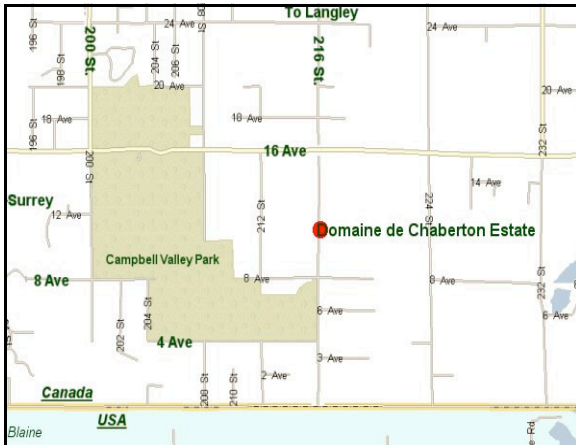 To Langley
24 Ave
24 Ave
196 St
198 St
200 St.
204 St
206 St
St
216 St.
20 Ave
20 Ave
18 Ave
18 Ave
196 St
232 St
16 Ave
200 St
14 Ave
Surrey
12 Ave
212 St
224 St
Domaine de Chaberton Estate
Campbell Valley Park
8 Ave
8 Ave
8 Ave
232 St
6 Ave
6 Ave
202 St
204 St
4 Ave
3 Ave
2 Ave
208 St
210 St
Canada
USA
Blaine
e Rd